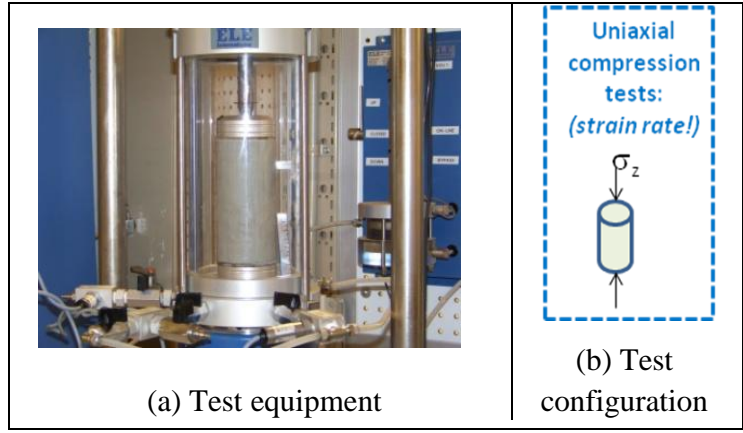 Uniaxial
compression
tests:
(strain rate!)
σz
(a) Test equipment
(b) Test
configuration